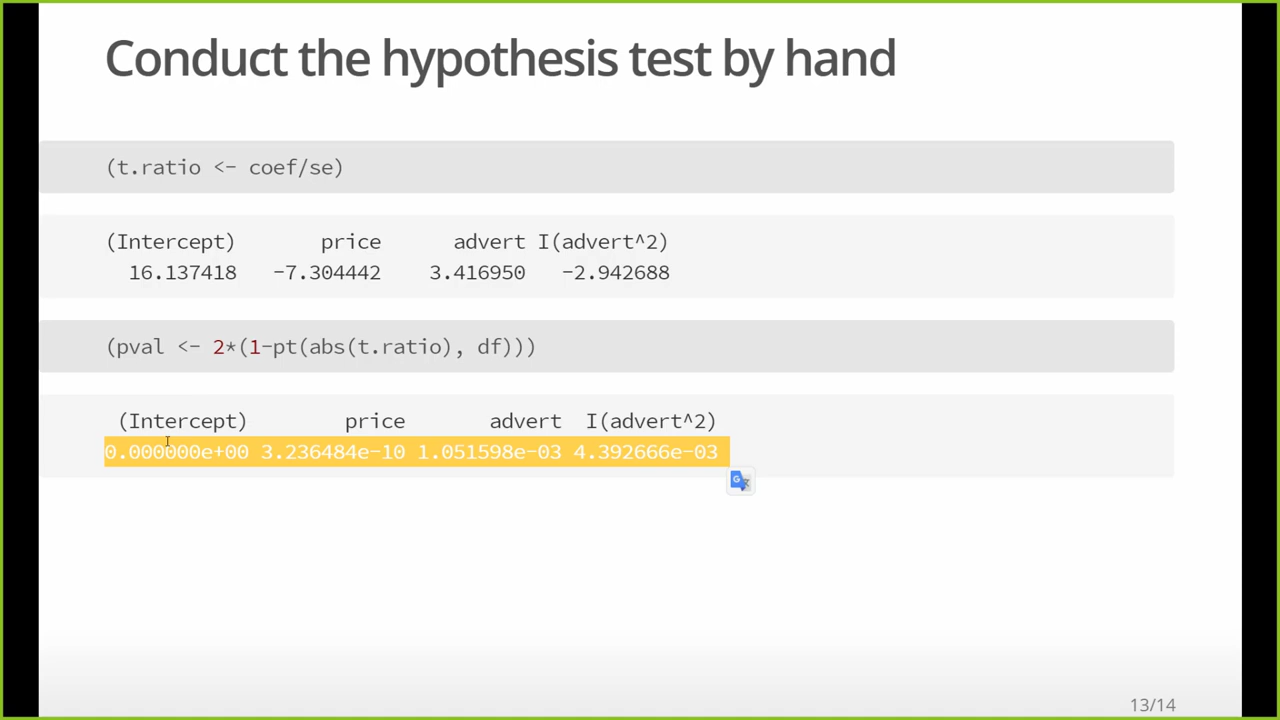 Conduct the hypothesis test by hand
(t.ratio <- coef/se)
(Intercept) price advert I(advert^2)
16.137418 -7.304442 3.416950 -2.942688
(pval <- 2*(1-pt(abs(t.ratio), df)))
(Intercept) price advert I(advert^2)
0.000000e+00 3.236484e-10 1.051598e-03 4.392666e-03
13/14